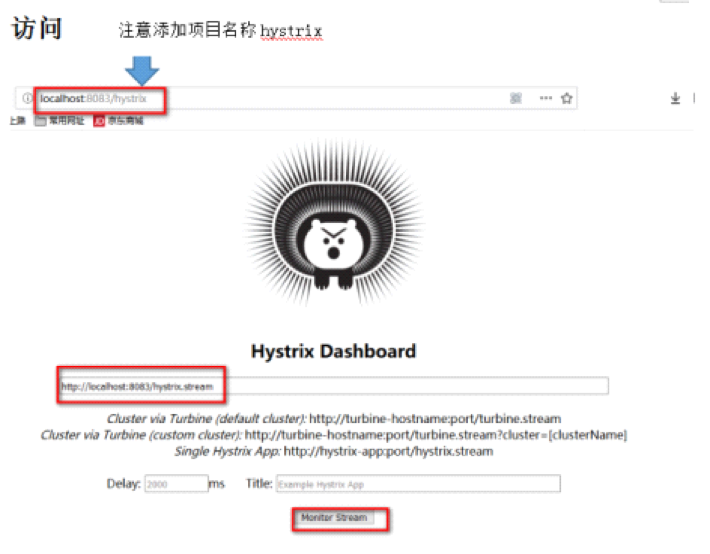 访问 注意添加项目名称 hystrix
localhost:8083/hystrix
上路 常用网址 JD 京东商城
Hystrix Dashboard
http://localhost:8083/hystrix.stream
Cluster via Turbine (default cluster): http://turbine-hostname:port/turbine.stream
Cluster via Turbine (custom cluster): http://turbine-hostname:port/turbine.stream?cluster=[clusterName]
Single Hystrix App: http://hystrix-app:port/hystrix.stream
Delay: 2000 ms Title: Example Hystrix App
Monitor Stream